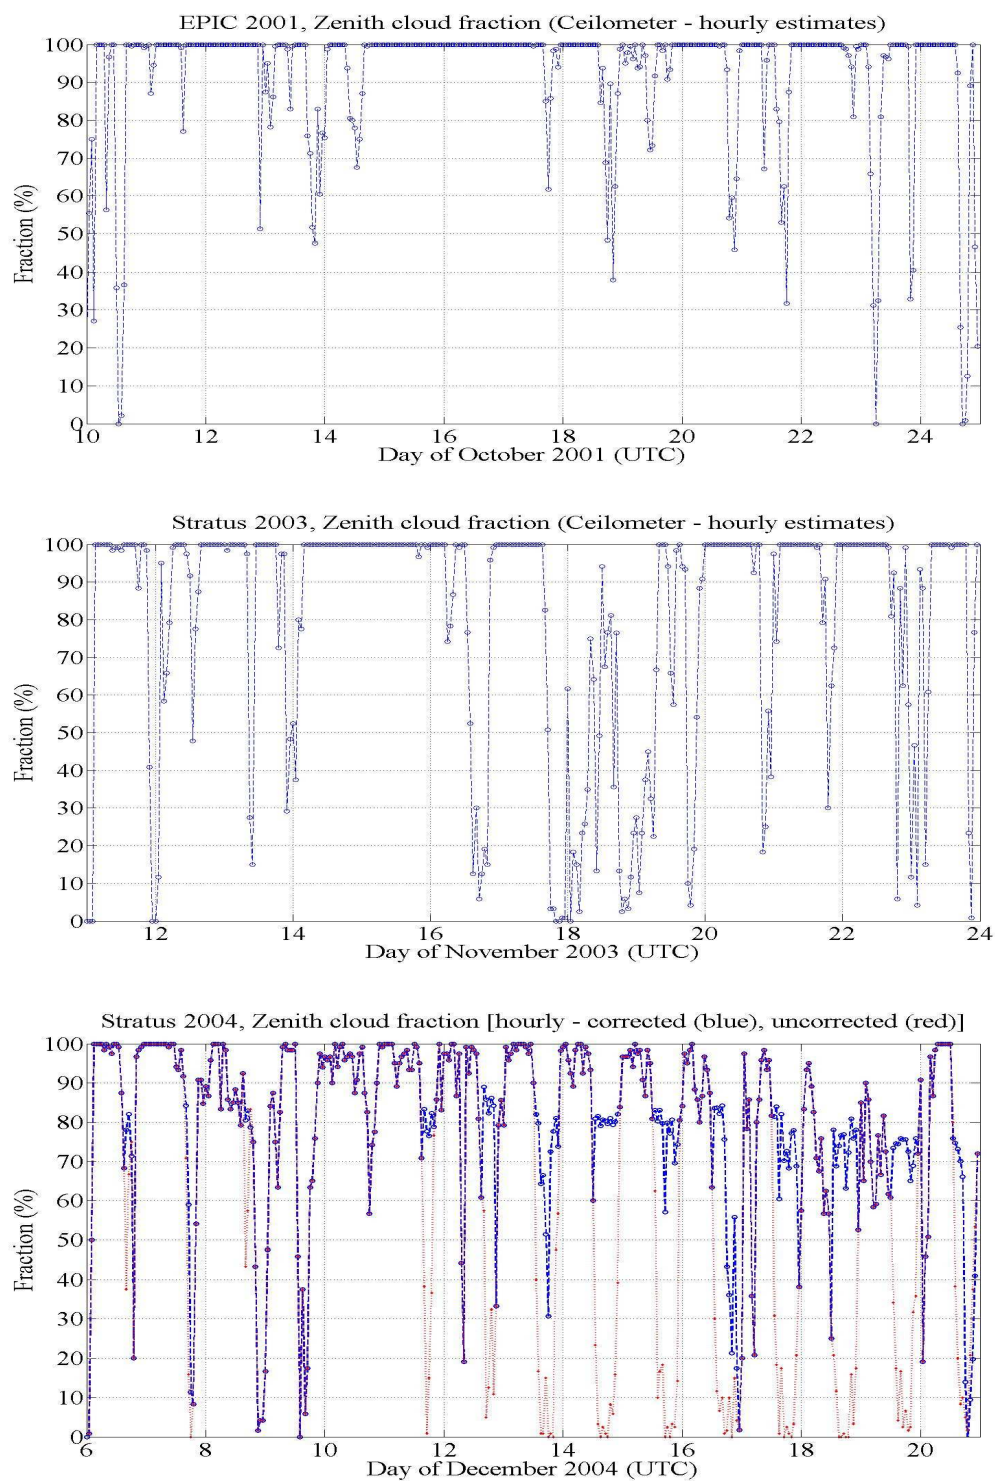 EPIC 2001, Zenith cloud fraction (Ceilometer - hourly estimates)
100
90
80
70
60
50
40
30
20
10
0
Fraction (%)
10 12 14 16 18 20 22 24
Day of October 2001 (UTC)
Stratus 2003, Zenith cloud fraction (Ceilometer - hourly estimates)
100
90
80
70
60
50
40
30
20
10
0
Fraction (%)
12 14 16 18 20 22 24
Day of November 2003 (UTC)
Stratus 2004, Zenith cloud fraction [hourly - corrected (blue), uncorrected (red)]
100
90
80
70
60
50
40
30
20
10
0
Fraction (%)
6 8 10 12 14 16 18 20
Day of December 2004 (UTC)